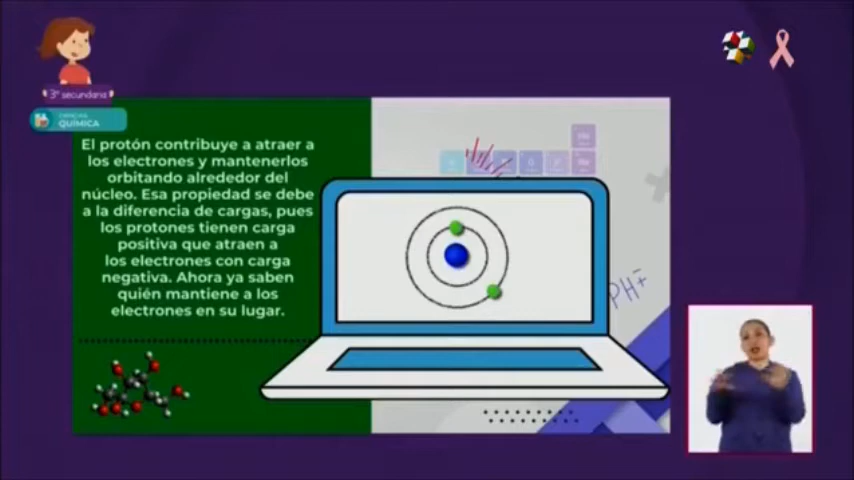 3° secundaria
CIENCIAS
QUÍMICA
El protón contribuye a atraer a
los electrones y mantenerlos
orbitando alrededor del
núcleo. Esa propiedad se debe
a la diferencia de cargas, pues
los protones tienen carga
positiva que atraen a
los electrones con carga
negativa. Ahora ya saben
quién mantiene a los
electrones en su lugar.
PH